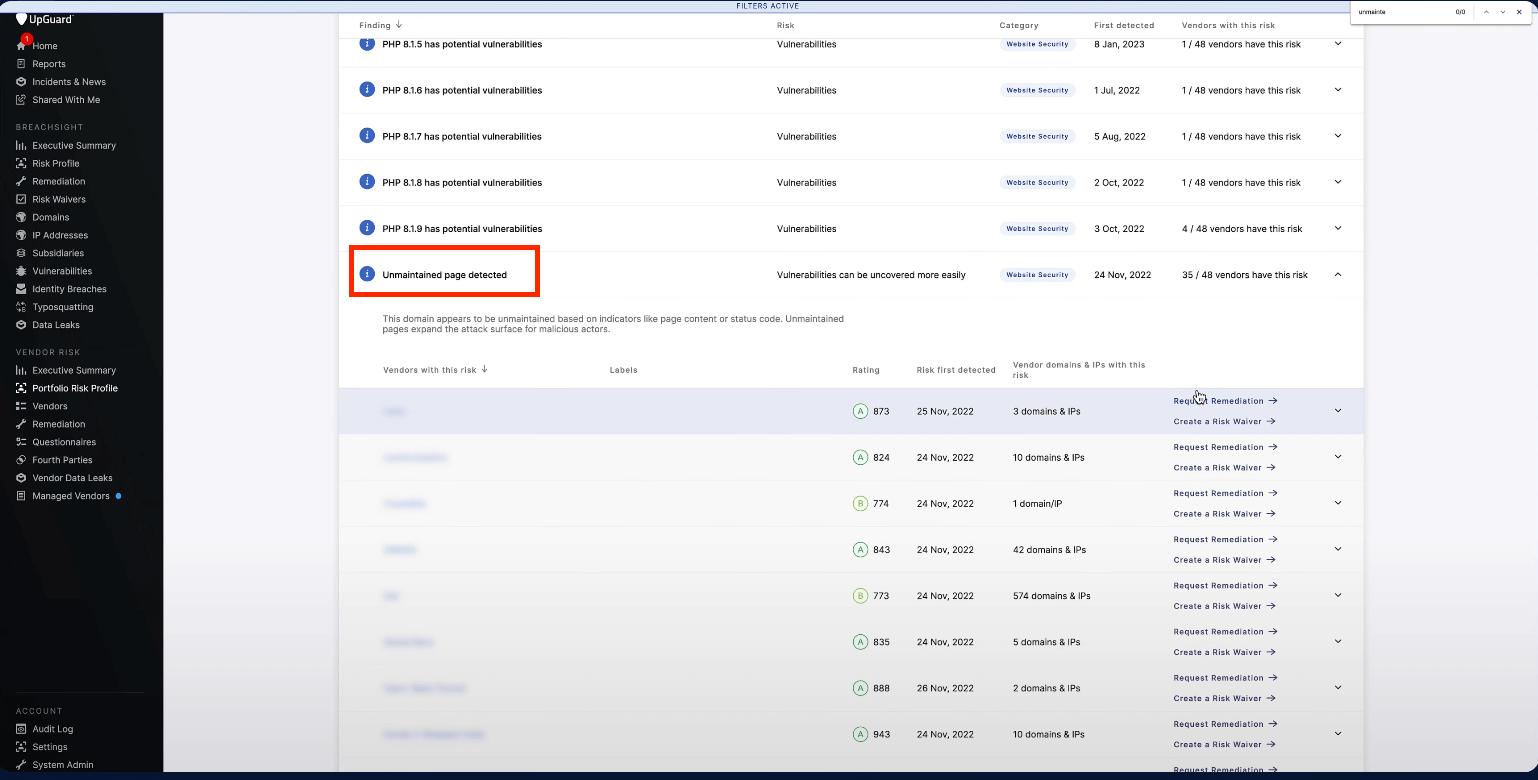 FILTERS ACTIVE
unmainte
0/0
UpGuard
1
Home
Reports
Incidents & News
Shared With Me
BREACHSIGHT
Executive Summary
Risk Profile
Remediation
Risk Waivers
Domains
IP Addresses
Subsidiaries
Vulnerabilities
Identity Breaches
Typosquatting
Data Leaks
VENDOR RISK
Executive Summary
Portfolio Risk Profile
Vendors
Remediation
Questionnaires
Fourth Parties
Vendor Data Leaks
Managed Vendors
ACCOUNT
Audit Log
Settings
System Admin
Finding Risk Category First detected Vendors with this risk
PHP 8.1.5 has potential vulnerabilities Vulnerabilities Website Security 8 Jan, 2023 1 / 48 vendors have this risk
PHP 8.1.6 has potential vulnerabilities Vulnerabilities Website Security 1 Jul, 2022 1 / 48 vendors have this risk
PHP 8.1.7 has potential vulnerabilities Vulnerabilities Website Security 5 Aug, 2022 1 / 48 vendors have this risk
PHP 8.1.8 has potential vulnerabilities Vulnerabilities Website Security 2 Oct, 2022 1 / 48 vendors have this risk
PHP 8.1.9 has potential vulnerabilities Vulnerabilities Website Security 3 Oct, 2022 4 / 48 vendors have this risk
Unmaintained page detected Vulnerabilities can be uncovered more easily Website Security 24 Nov, 2022 35 / 48 vendors have this risk
This domain appears to be unmaintained based on indicators like page content or status code. Unmaintained
pages expand the attack surface for malicious actors.
Vendors with this risk Labels Rating Risk first detected Vendor domains & IPs with this
risk
Request Remediation
A 873 25 Nov, 2022 3 domains & IPs
Create a Risk Waiver
Request Remediation
A 824 24 Nov, 2022 10 domains & IPs
Create a Risk Waiver
Request Remediation
B 774 24 Nov, 2022 1 domain/IP
Create a Risk Waiver
Request Remediation
A 843 24 Nov, 2022 42 domains & IPs
Create a Risk Waiver
Request Remediation
B 773 24 Nov, 2022 574 domains & IPs
Create a Risk Waiver
Request Remediation
A 835 24 Nov, 2022 5 domains & IPs
Create a Risk Waiver
Request Remediation
A 888 26 Nov, 2022 2 domains & IPs
Create a Risk Waiver
Request Remediation
A 943 24 Nov, 2022 10 domains & IPs
Create a Risk Waiver
Request Remediation